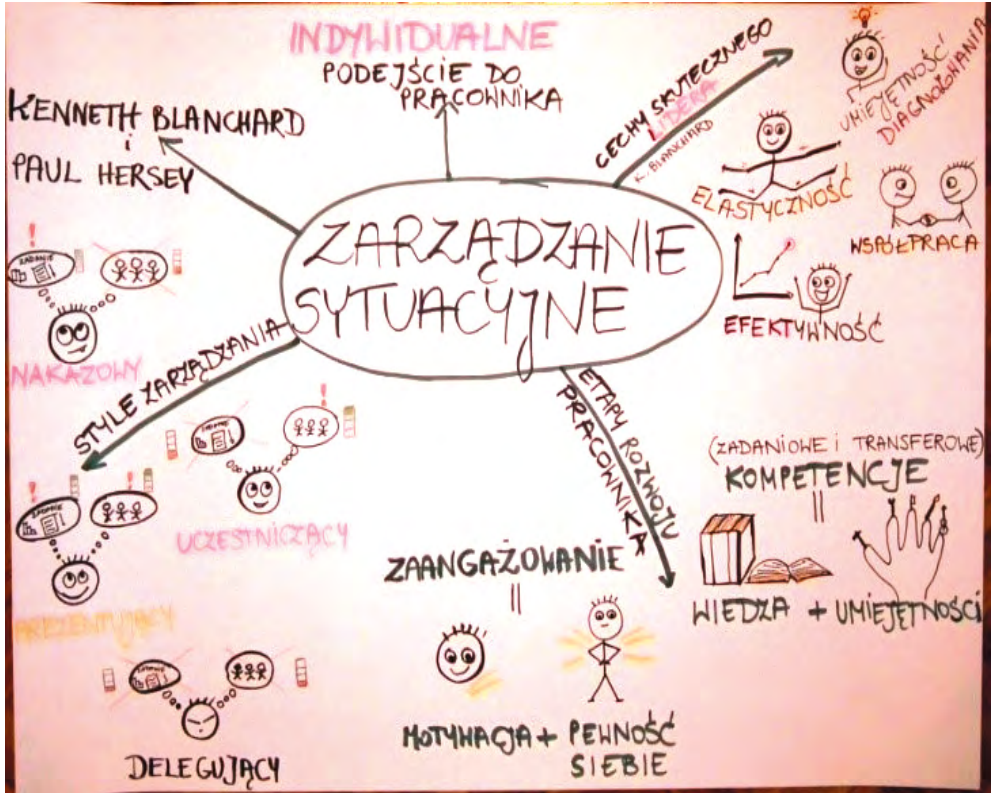 INDYWIDUALNE
PODEJŚCIE DO
PRACOWNIKA
KENNETH BLANCHARD
i
PAUL HERSEY
CECHY SKUTECZNEGO
LIDERA
K. BLANCHARD
UMIEJĘTNOŚĆ
DIAGNOZOWANIA
ELASTYCZNOŚĆ
WSPÓŁPRACA
EFEKTYWNOŚĆ
ZARZĄDZANIE
SYTUACYJNE
STYLE ZARZĄDZANIA
ZADANIE
NAKAZOWY
UCZESTNICZĄCY
PREZENTUJĄCY
DELEGUJĄCY
ETAPY ROZWOJU
PRACOWNIKA
ZAANGAŻOWANIE
=
MOTYWACJA + PEWNOŚĆ
SIEBIE
(ZADANIOWE i TRANSFEROWE)
KOMPETENCJE
=
WIEDZA + UMIEJĘTNOŚCI